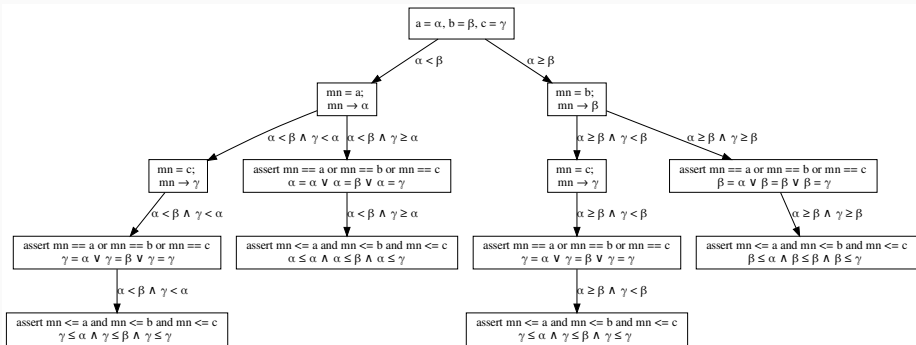 a = α, b = β, c = γ
α < β
α ≥ β
mn = a;
mn → α
mn = b;
mn → β
α < β ∧ γ < α
α < β ∧ γ ≥ α
α ≥ β ∧ γ < β
α ≥ β ∧ γ ≥ β
mn = c;
mn → γ
assert mn == a or mn == b or mn == c
α = α ∨ α = β ∨ α = γ
mn = c;
mn → γ
assert mn == a or mn == b or mn == c
β = α ∨ β = β ∨ β = γ
α < β ∧ γ < α
α < β ∧ γ ≥ α
α ≥ β ∧ γ < β
α ≥ β ∧ γ ≥ β
assert mn == a or mn == b or mn == c
γ = α ∨ γ = β ∨ γ = γ
assert mn <= a and mn <= b and mn <= c
α ≤ α ∧ α ≤ β ∧ α ≤ γ
assert mn == a or mn == b or mn == c
γ = α ∨ γ = β ∨ γ = γ
assert mn <= a and mn <= b and mn <= c
β ≤ α ∧ β ≤ β ∧ β ≤ γ
α < β ∧ γ < α
α ≥ β ∧ γ < β
assert mn <= a and mn <= b and mn <= c
γ ≤ α ∧ γ ≤ β ∧ γ ≤ γ
assert mn <= a and mn <= b and mn <= c
γ ≤ α ∧ γ ≤ β ∧ γ ≤ γ